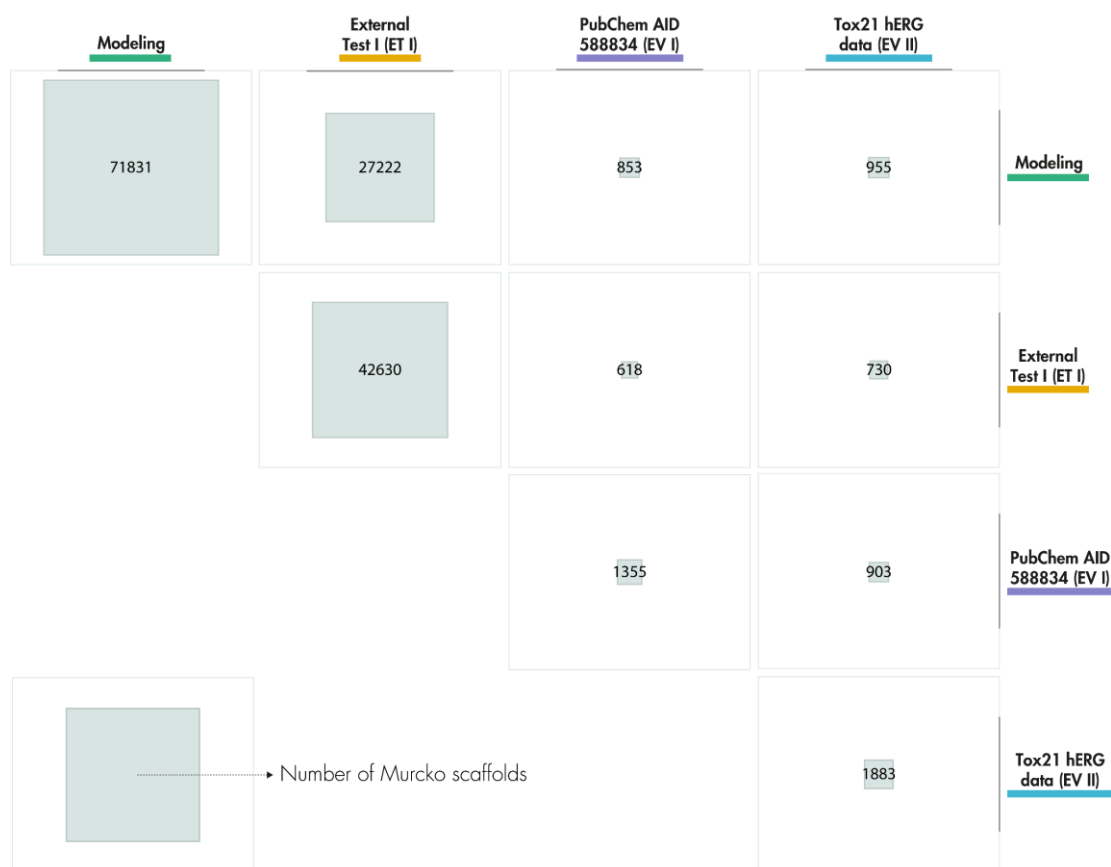 Modeling
External
Test I (ET I)
PubChem AID
588834 (EV I)
Tox21 hERG
data (EV II)
71831
27222
853
955
Modeling
42630
618
730
External
Test I (ET I)
1355
903
PubChem AID
588834 (EV I)
Number of Murcko scaffolds
1883
Tox21 hERG
data (EV II)